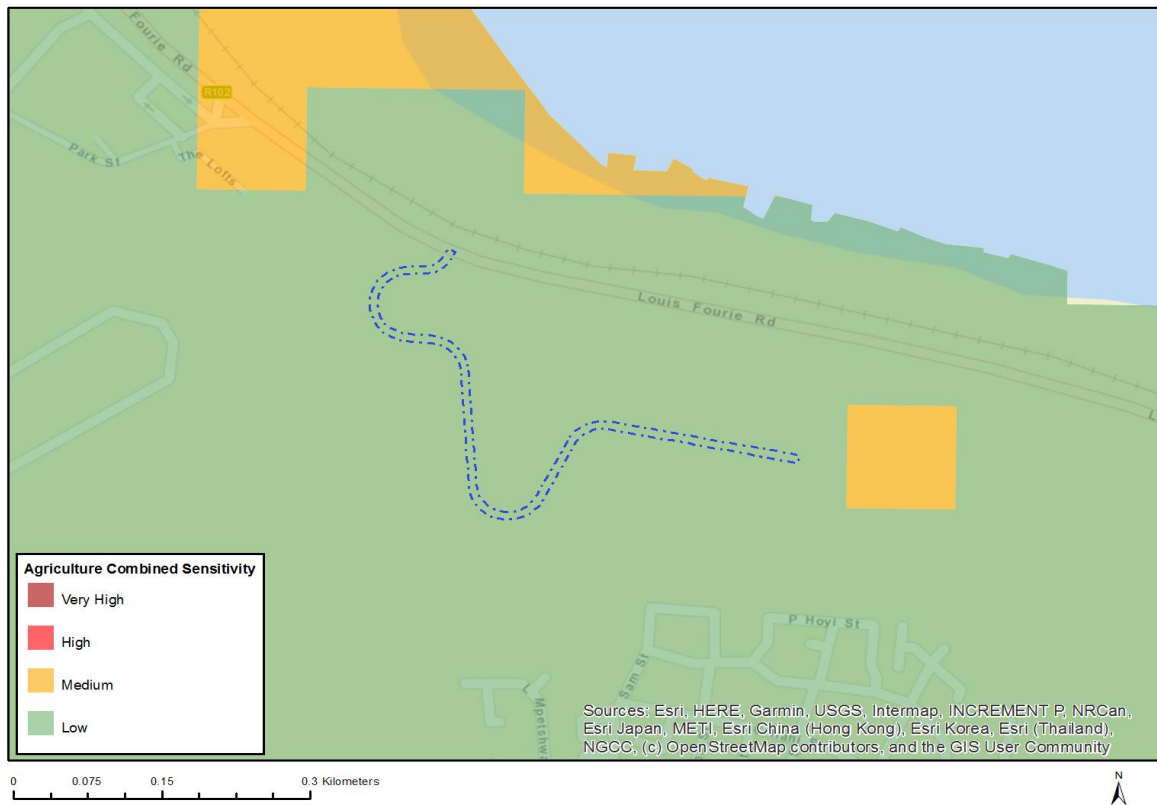 Fourie Rd
R102
Park St
The Lofts
Louis Fourie Rd
L
P Hoyi St
Sam St
L. Mpetshw
Agriculture Combined Sensitivity
Very High
High
Medium
Low
Sources: Esri, HERE, Garmin, USGS, Intermap, INCREMENT P, NRCan,
Esri Japan, METI, Esri China (Hong Kong), Esri Korea, Esri (Thailand),
NGCC, (c) OpenStreetMap contributors, and the GIS User Community
0 0.075 0.15 0.3 Kilometers
N